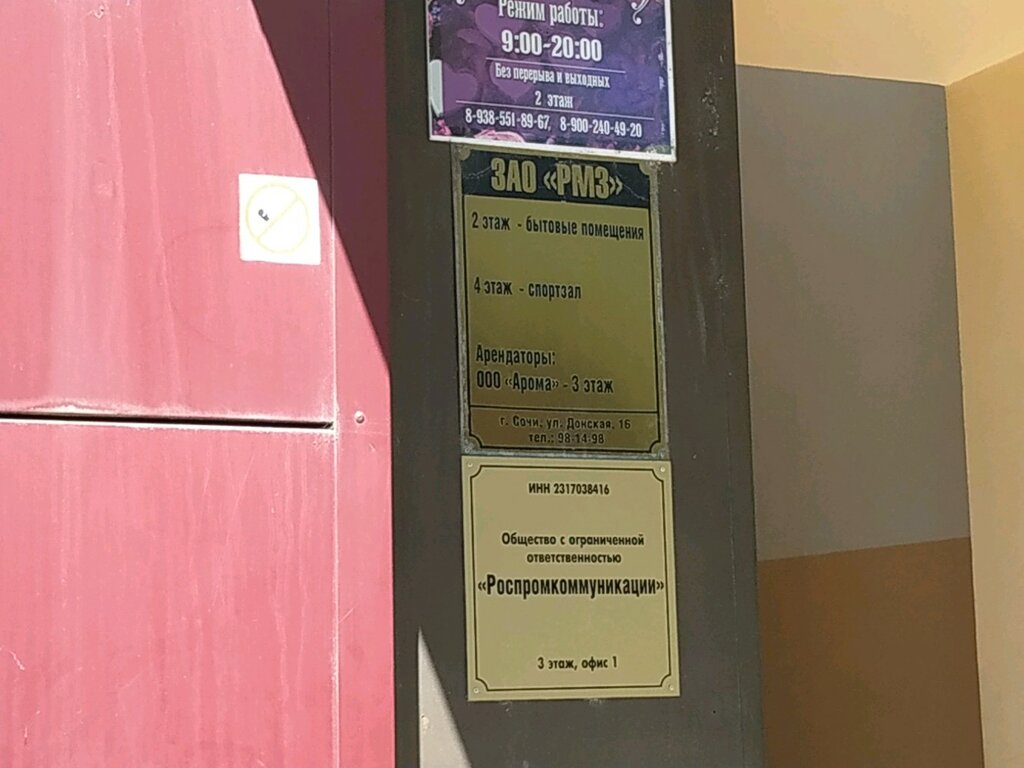 Режим работы:
9:00-20:00
Без перерыва и выходных
2 этаж
8-938-551-89-67, 8-900-240-49-20
ЗАО «РМЗ»
2 этаж - бытовые помещения
4 этаж - спортзал
Арендаторы:
ООО «Арома» - 3 этаж
г. Сочи, ул. Донская, 16
тел.: 98-14-98
ИНН 2317038416
Общество с ограниченной
ответственностью
«Роспромкоммуникации»
3 этаж, офис 1